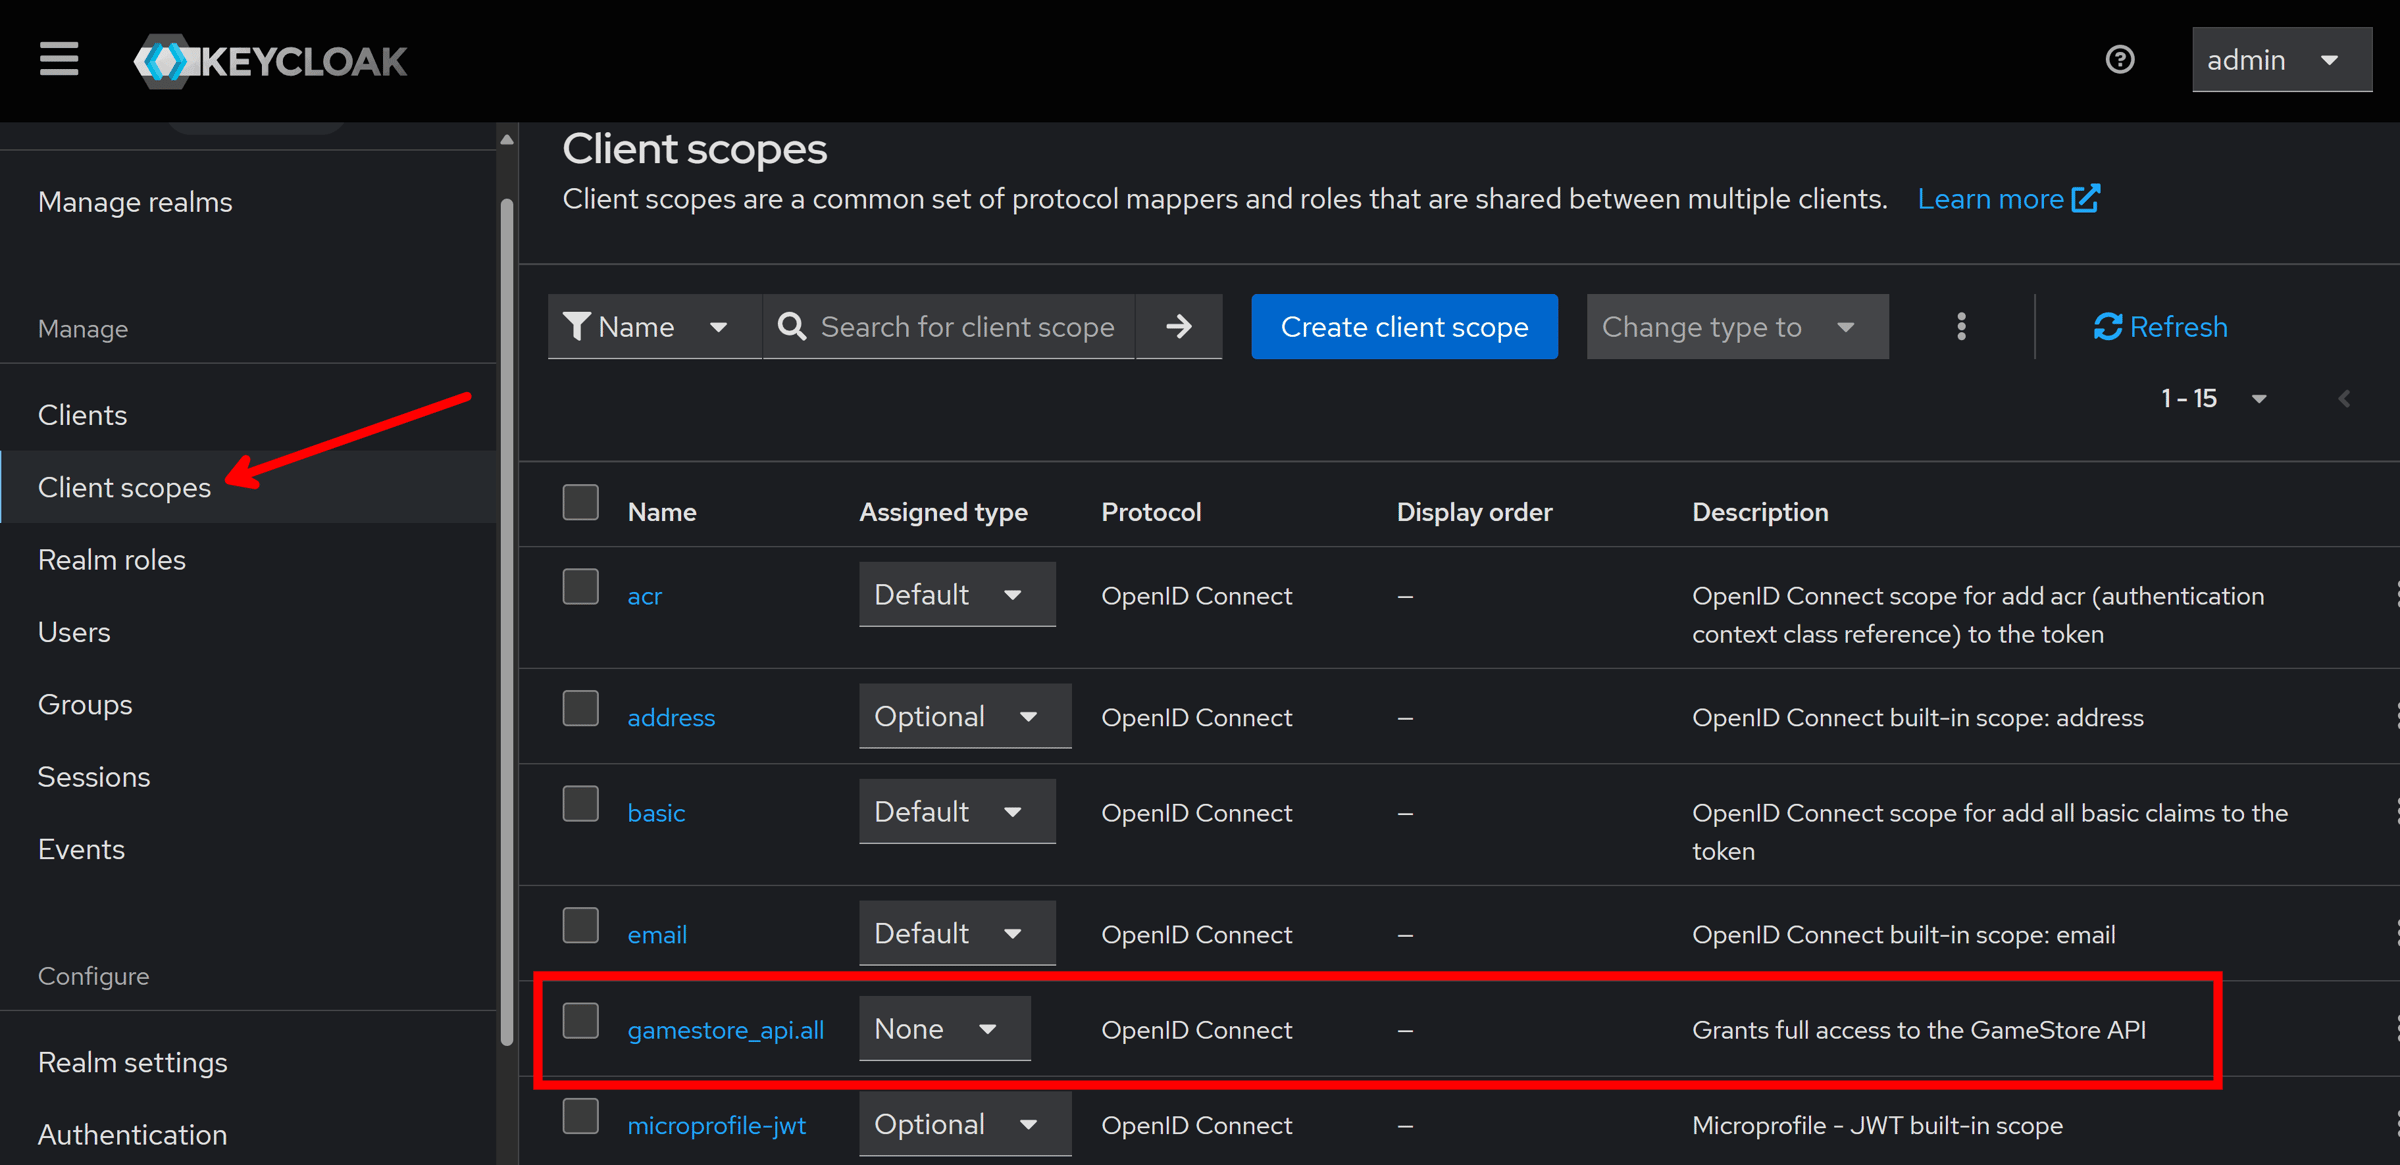 KEYCLOAK
admin
Manage realms
Manage
Clients
Client scopes
Realm roles
Users
Groups
Sessions
Events
Configure
Realm settings
Authentication
Client scopes
Client scopes are a common set of protocol mappers and roles that are shared between multiple clients. Learn more
Name Search for client scope Create client scope Change type to Refresh
1 - 15
Name Assigned type Protocol Display order Description
acr Default OpenID Connect – OpenID Connect scope for add acr (authentication
context class reference) to the token
address Optional OpenID Connect – OpenID Connect built-in scope: address
basic Default OpenID Connect – OpenID Connect scope for add all basic claims to the
token
email Default OpenID Connect – OpenID Connect built-in scope: email
gamestore_api.all None OpenID Connect – Grants full access to the GameStore API
microprofile-jwt Optional OpenID Connect – Microprofile - JWT built-in scope